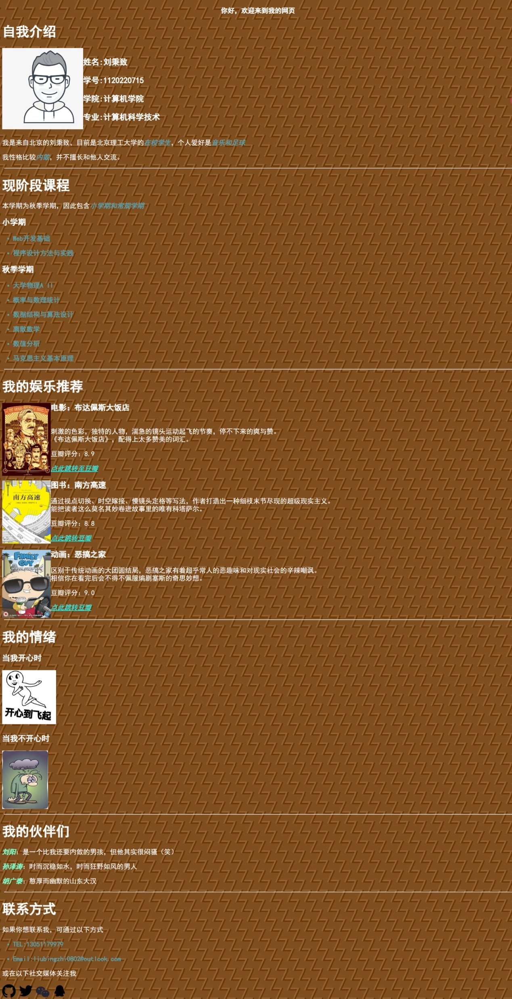 你好，欢迎来到我的网页
自我介绍
姓名:刘秉致
学号:1120220715
学院:计算机学院
专业:计算机科学技术
我是来自北京的刘秉致，目前是北京理工大学的在校学生，个人爱好是音乐和足球
我性格比较内敛，并不擅长和他人交流。
现阶段课程
本学期为秋季学期，因此包含小学期和常规学期
小学期
• Web开发基础
• 程序设计方法与实践
秋季学期
• 大学物理A II
• 概率与数理统计
• 数据结构与算法设计
• 离散数学
• 数值分析
• 马克思主义基本原理
我的娱乐推荐
THE GRAND BUDAPEST HOTEL
电影：布达佩斯大饭店
刺激的色彩，独特的人物，湍急的镜头运动起飞的节奏，停不下来的爽与赞。
《布达佩斯大饭店》，配得上太多赞美的词汇。
豆瓣评分：8.9
点此跳转至豆瓣
南方高速
图书：南方高速
通过视点切换、时空嫁接、慢镜头定格等写法，作者打造出一种细枝末节尽现的超级现实主义。
能把读者这么莫名其妙卷进故事里的唯有科塔萨尔。
豆瓣评分：8.8
点此跳转豆瓣
FAMILY
GUY
SEASON SEVENTEEN
动画：恶搞之家
区别于传统动画的大团圆结局，恶搞之家有着超乎常人的恶趣味和对现实社会的辛辣嘲讽。
相信你在看完后会不得不佩服编剧塞斯的奇思妙想。
豆瓣评分：9.0
点此跳转豆瓣
我的情绪
当我开心时
开心到飞起
当我不开心时
我的伙伴们
刘阳：是一个比我还要内敛的男孩，但他其实很闷骚（笑）
孙泽涛：时而沉稳如水，时而狂野如风的男人
胡广泰：憨厚而幽默的山东大汉
联系方式
如果你想联系我，可通过以下方式
• TEL:13051179979
• Email:liubingzhi0802@outlook.com
或在以下社交媒体关注我